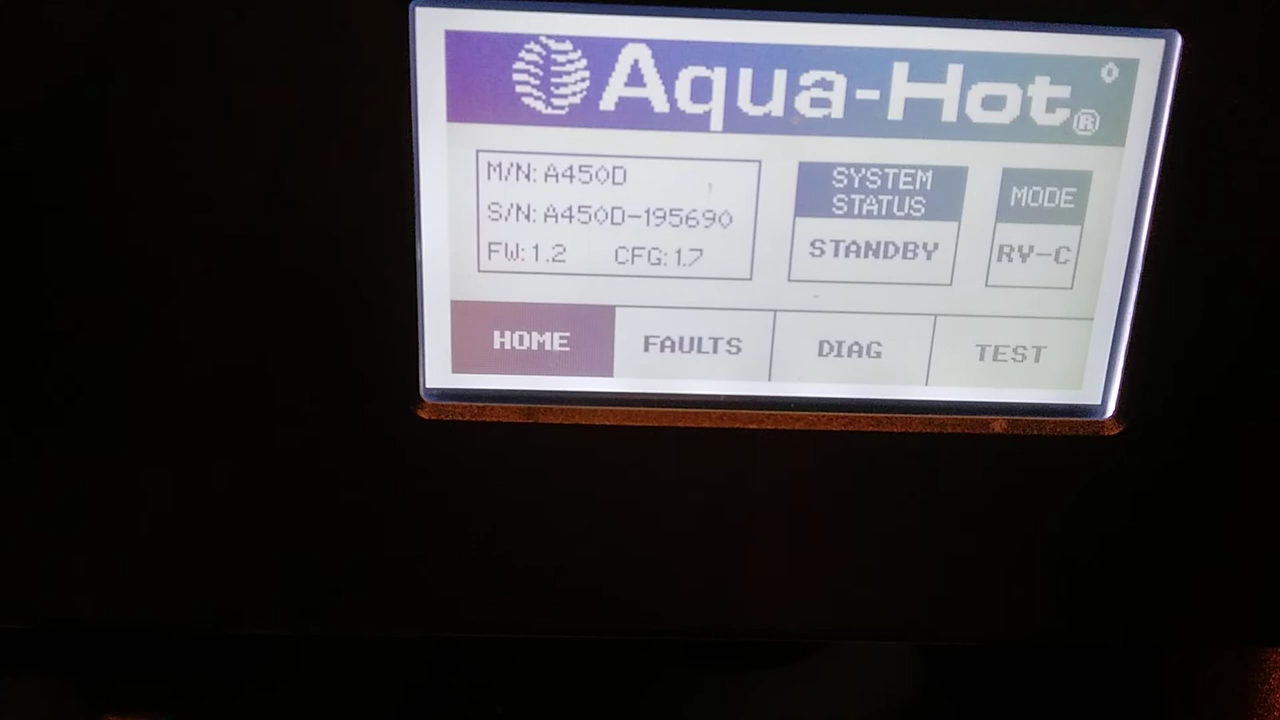 Aqua-Hot®
M/N: A450D
S/N: A450D-195690
FW: 1.2 CFG: 1.7
SYSTEM
STATUS
STANDBY
MODE
RV-C
HOME FAULTS DIAG TEST